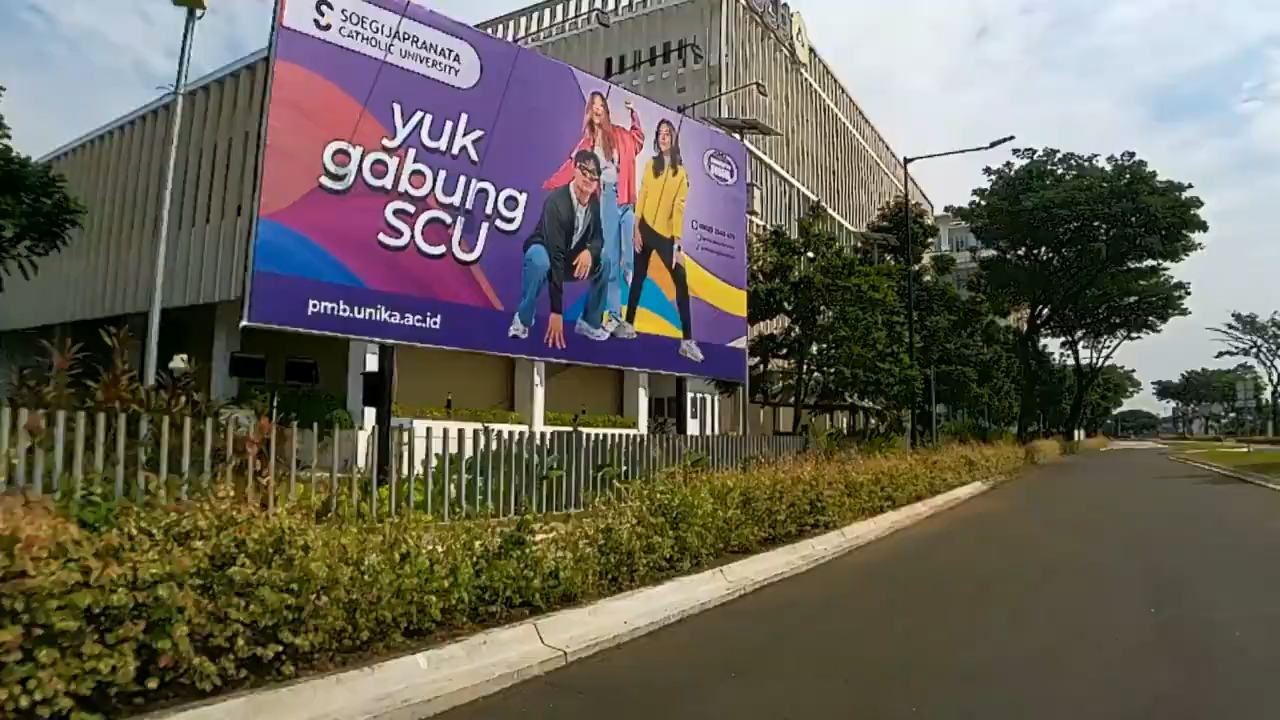 SOEGIJAPRANATA
CATHOLIC UNIVERSITY
yuk
gabung
SCU
pmb.unika.ac.id